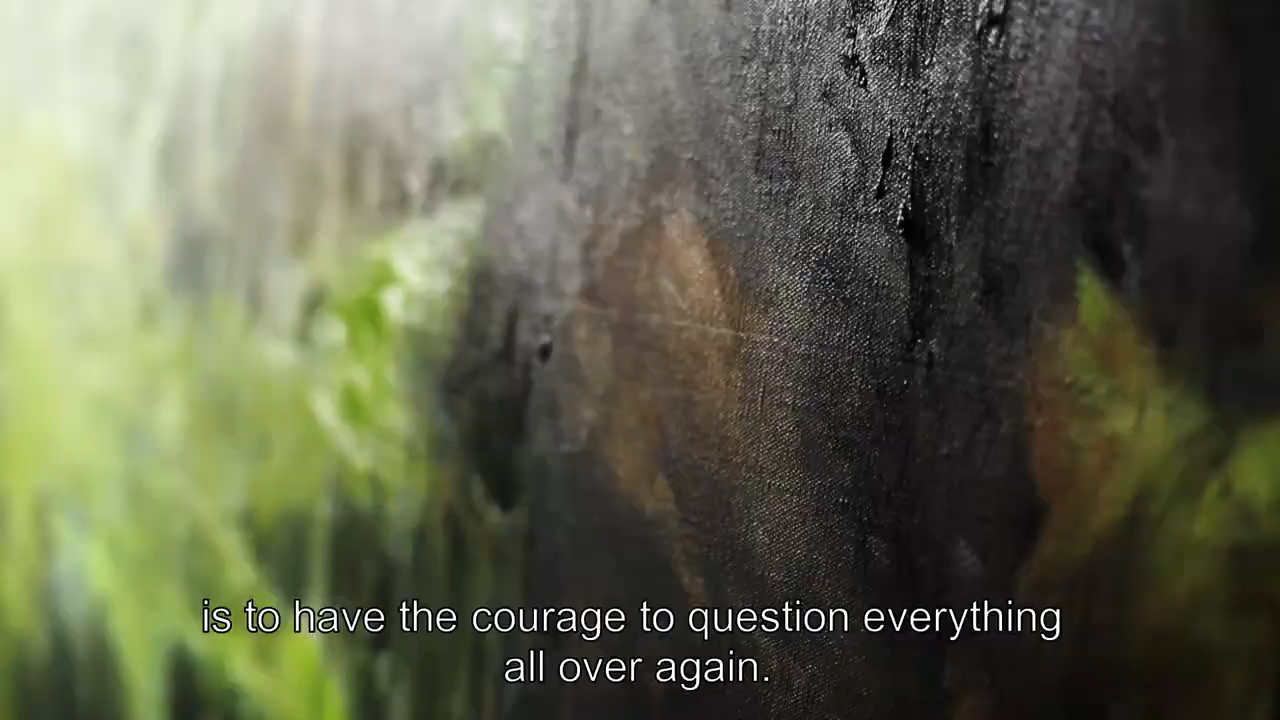 is to have the courage to question everything
all over again.